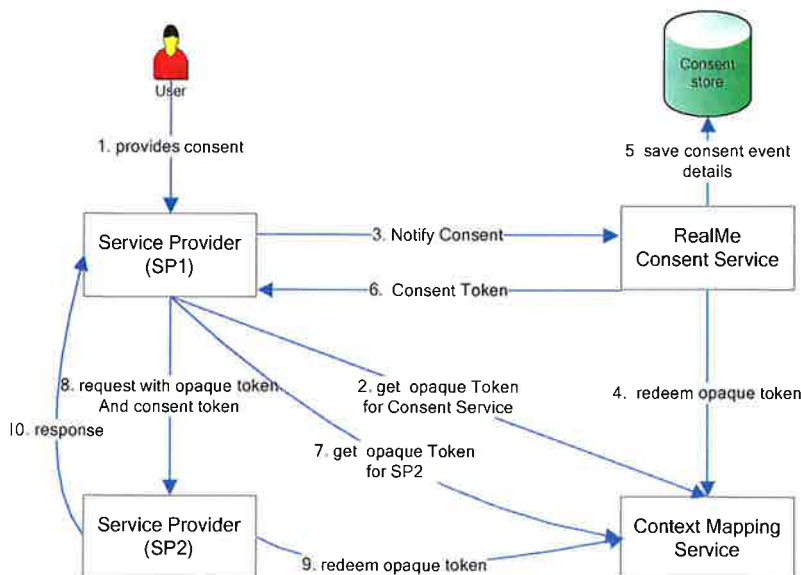 User
Consent
store
1. provides consent
5 save consent event
details
Service Provider
(SP1)
3. Notify Consent
RealMe
Consent Service
6. Consent Token
8. request with opaque token.
And consent token
2. get opaque Token
for Consent Service
4. redeem opaque token
I0. response
7. get opaque Token
for SP2
Service Provider
(SP2)
Context Mapping
Service
9. redeem opaque token